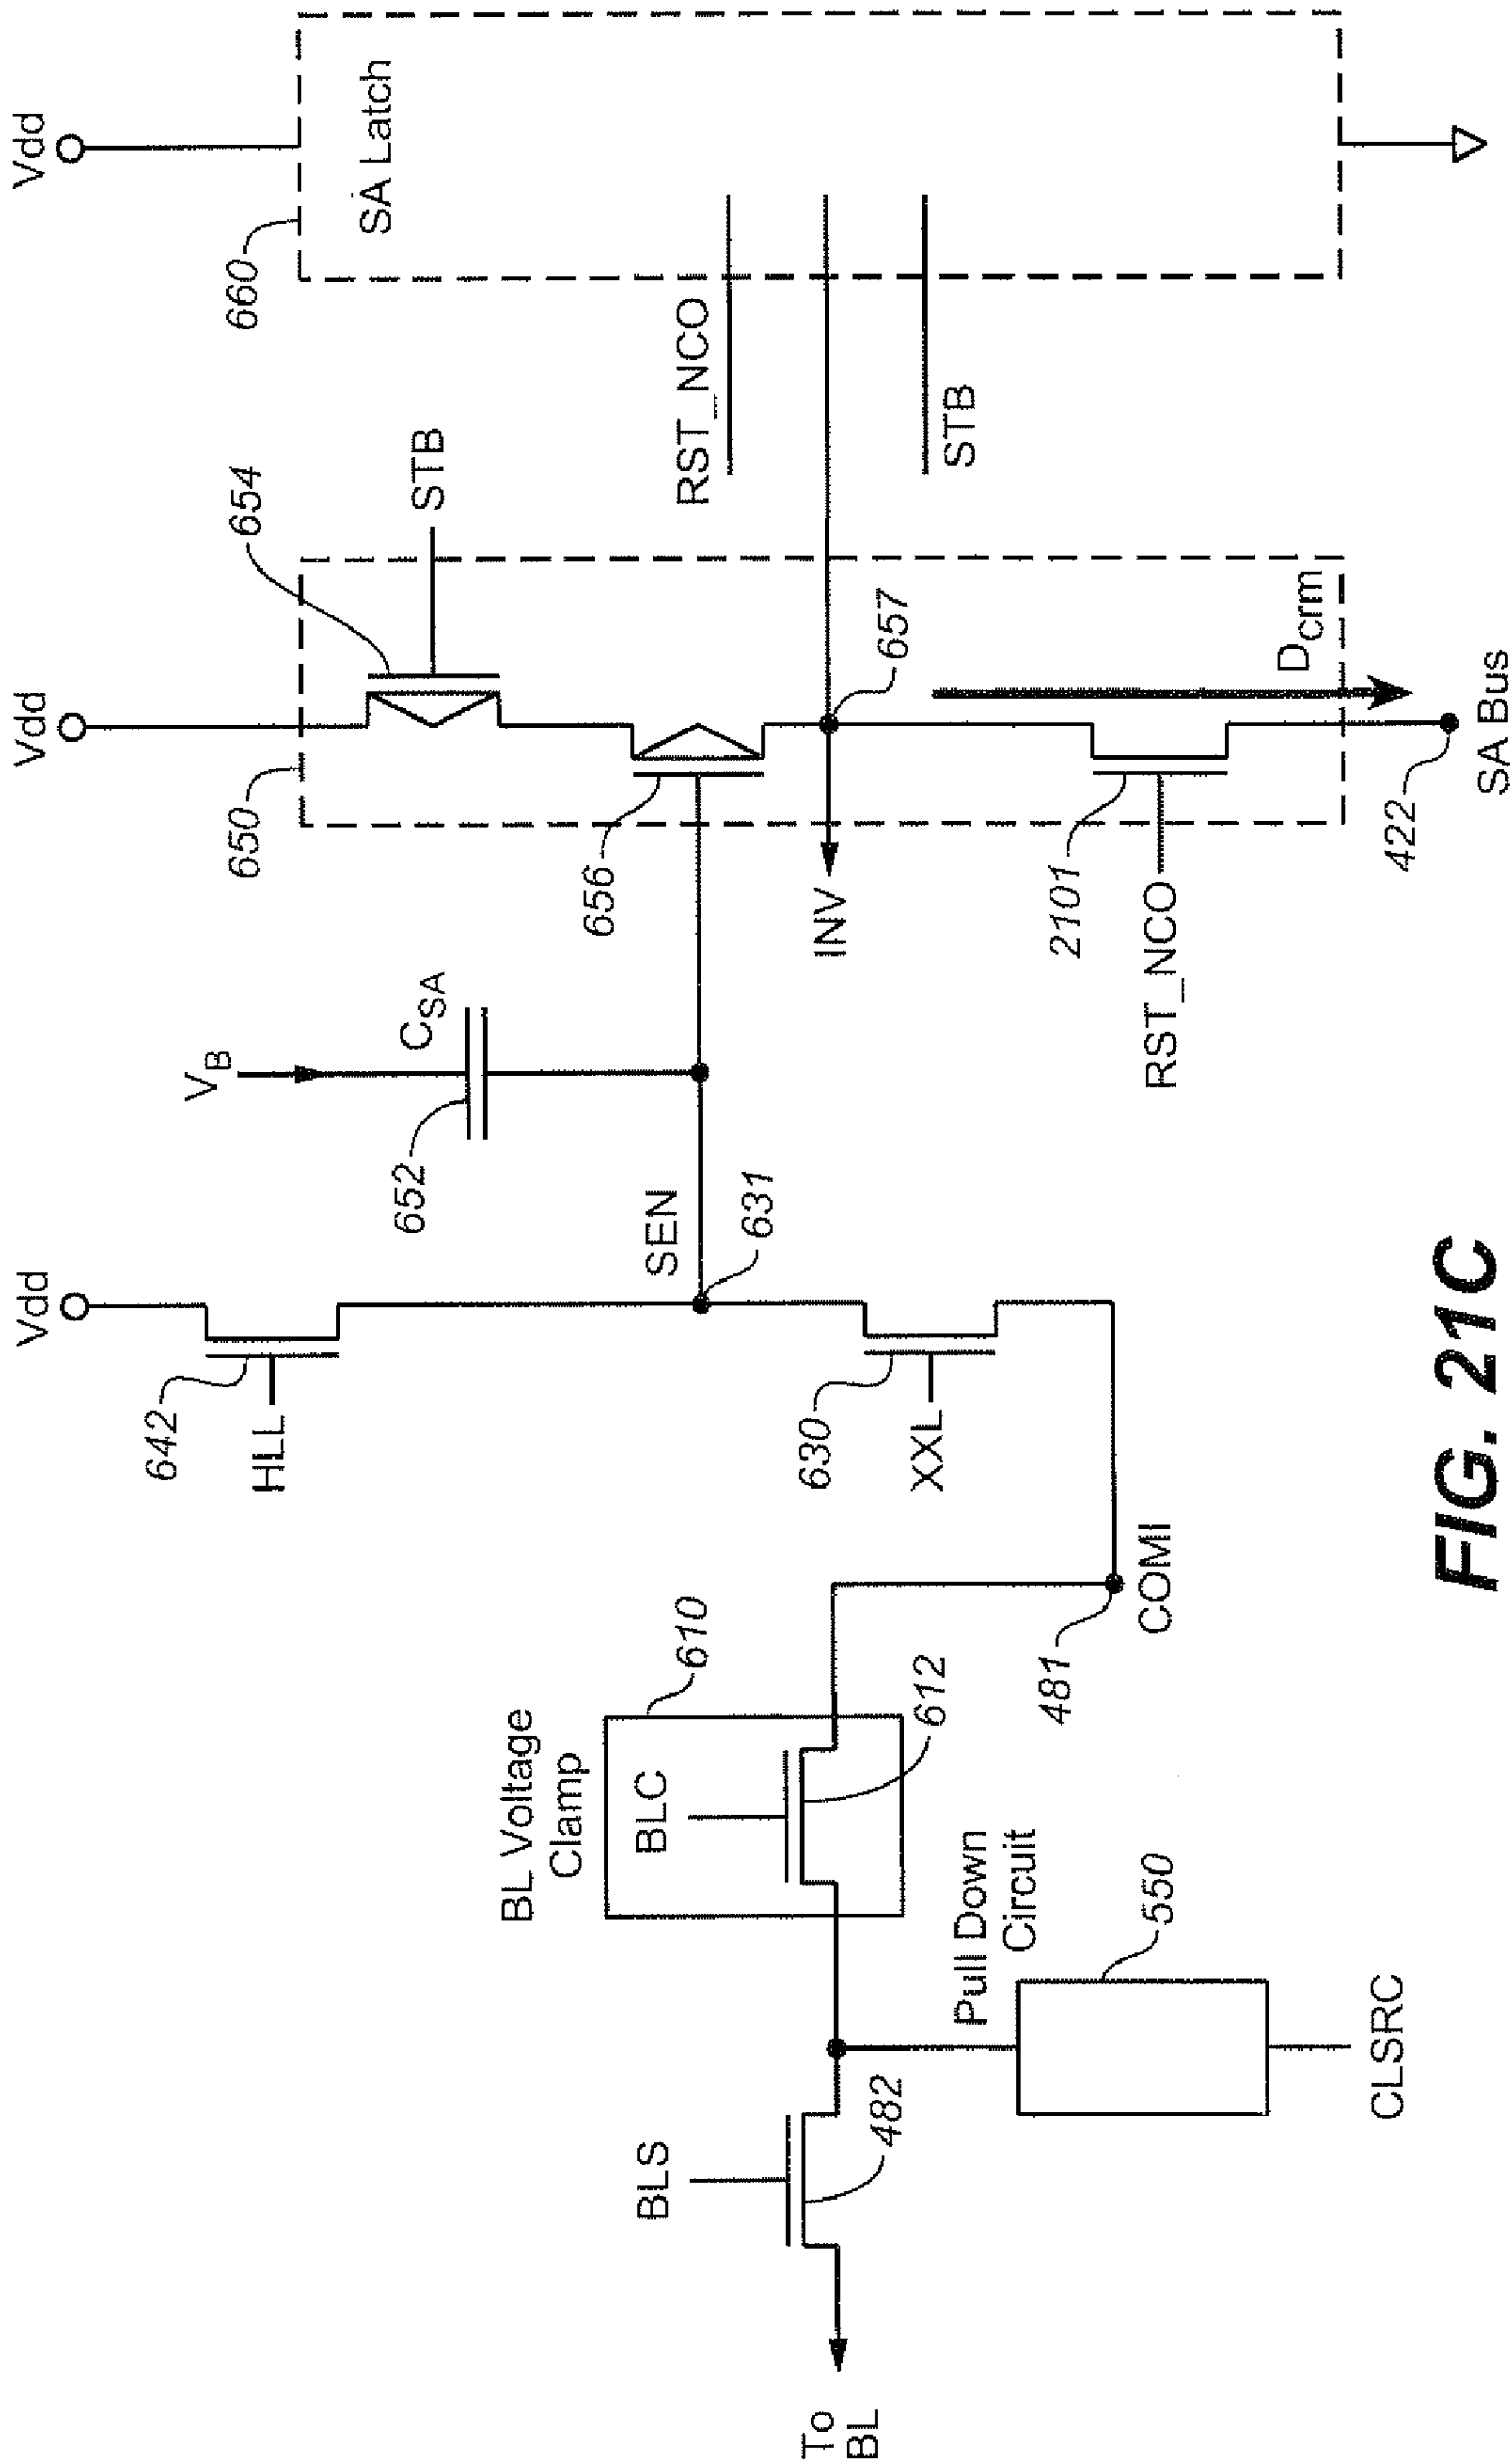 Vdd
Vdd
Vdd
660
SA Latch
650
654
STB
RST_NCO
STB
656
657
INV
2101
RST_NCO
Dcrm
422
SA Bus
VB
CSA
652
SEN
631
642
HLL
630
XXL
481
COMI
BL Voltage
Clamp
610
BLC
612
BLS
482
Pull Down
Circuit
550
CLSRC
To
BL
FIG. 21C